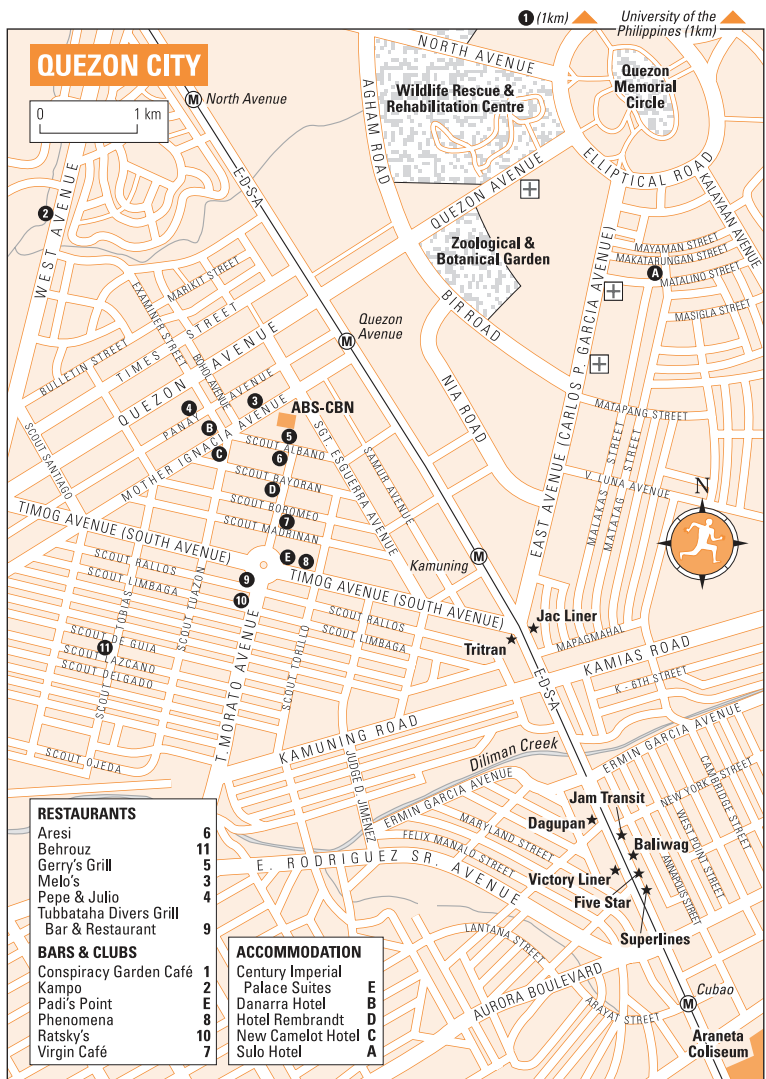 1 (1km)
University of the
Philippines (1km)
QUEZON CITY
0 1 km
M North Avenue
NORTH AVENUE
AGHAM ROAD
Wildlife Rescue &
Rehabilitation Centre
Quezon
Memorial
Circle
ELLIPTICAL ROAD
KALAYAAN AVENUE
E-D-S-A
WEST AVENUE
2
QUEZON AVENUE
Zoological &
Botanical Garden
MAYAMAN STREET
MAKATARUNGAN STREET
A
MATALINO STREET
MASIGLA STREET
BIR ROAD
EAST AVENUE (CARLOS P. GARCIA AVENUE)
MARIKIT STREET
EXAMINER STREET
BULLETIN STREET
TIMES STREET
BOHOL AVENUE
QUEZON AVENUE
M
Quezon
Avenue
NIA ROAD
MATAPANG STREET
4
PANAY AVENUE
3
ABS-CBN
B
MOTHER IGNACIA AVENUE
C
5
SCOUT ALBANO
6
SGT. ESGUERRA AVENUE
SAMUR AVENUE
SCOUT SANTIAGO
SCOUT BAYORAN
D
SCOUT BOROMEO
7
SCOUT MADRINAN
MALAKAS STREET
MATATAG STREET
V. LUNA AVENUE
N
TIMOG AVENUE (SOUTH AVENUE)
SCOUT RALLOS
SCOUT LIMBAGA
E
8
9
10
TIMOG AVENUE (SOUTH AVENUE)
Kamuning M
SCOUT RALLOS
SCOUT LIMBAGA
SCOUT TOBIAS
SCOUT TUAZON
SCOUT DE GUIA
11
SCOUT LAZCANO
SCOUT DELGADO
T. MORATO AVENUE
SCOUT TORILLO
Tritran
Jac Liner
MAPAGMAHAL
KAMIAS ROAD
K - 6TH STREET
E-D-S-A
SCOUT OJEDA
KAMUNING ROAD
JUDGE D. JIMENEZ
Diliman Creek
ERMIN GARCIA AVENUE
ERMIN GARCIA AVENUE
NEW YORK STREET
CAMBRIDGE STREET
WEST POINT STREET
ANNAPOLIS STREET
MARYLAND STREET
FELIX MANALO STREET
E. RODRIGUEZ SR. AVENUE
Jam Transit
Dagupan
Baliwag
Victory Liner
Five Star
Superlines
LANTANA STREET
AURORA BOULEVARD
ARAYAT STREET
M Cubao
Araneta
Coliseum
RESTAURANTS
Aresi 6
Behrouz 11
Gerry's Grill 5
Melo's 3
Pepe & Julio 4
Tubbataha Divers Grill
Bar & Restaurant 9
BARS & CLUBS
Conspiracy Garden Café 1
Kampo 2
Padi's Point E
Phenomena 8
Ratsky's 10
Virgin Café 7
ACCOMMODATION
Century Imperial
Palace Suites E
Danarra Hotel B
Hotel Rembrandt D
New Camelot Hotel C
Sulo Hotel A